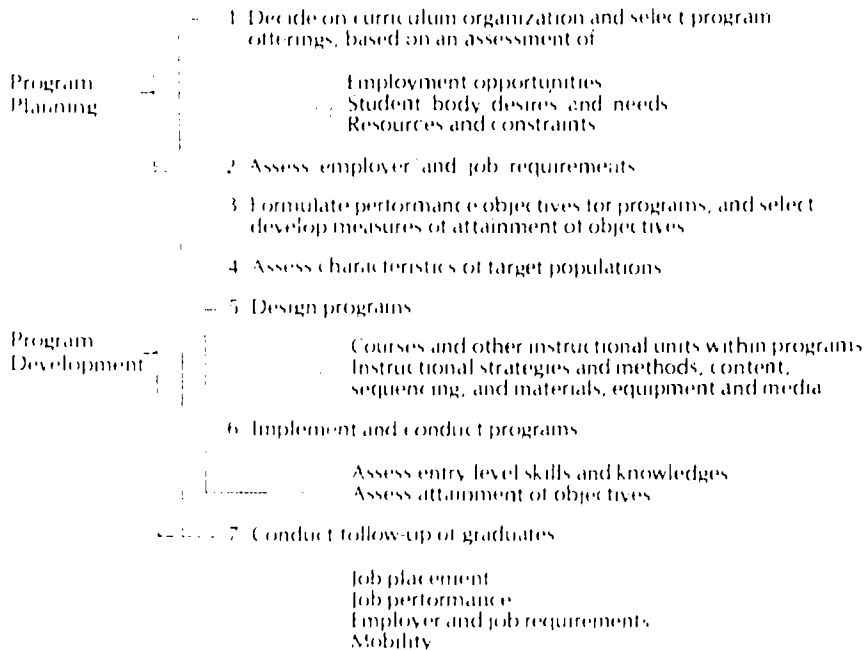 1 Decide on curriculum organization and select program
offerings, based on an assessment of
Program
Planning
Employment opportunities
Student body desires and needs
Resources and constraints
2 Assess employer and job requirements
3 Formulate performance objectives for programs, and select
develop measures of attainment of objectives
4 Assess characteristics of target populations
5 Design programs
Program
Development
Courses and other instructional units within programs
Instructional strategies and methods, content,
sequencing, and materials, equipment and media
6 Implement and conduct programs
Assess entry level skills and knowledges
Assess attainment of objectives
7 Conduct follow-up of graduates
Job placement
Job performance
Employer and job requirements
Mobility